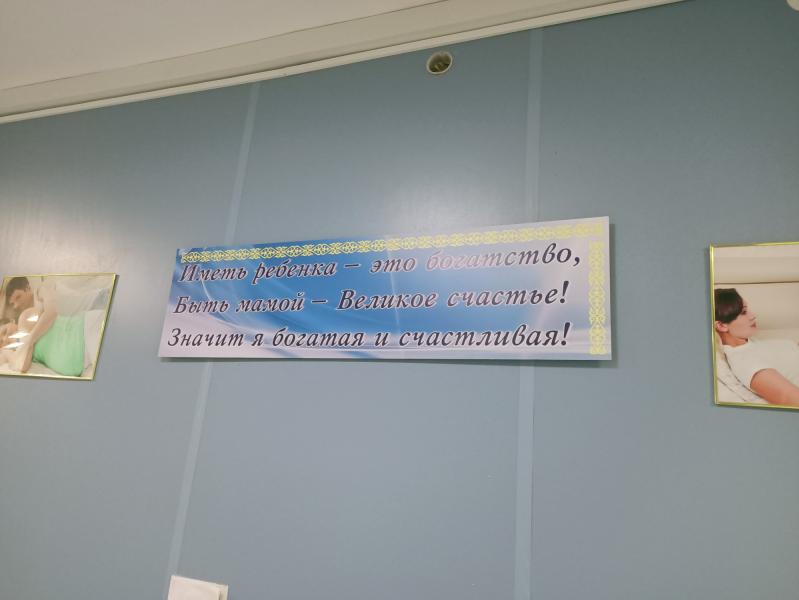 Иметь ребенка – это богатство,
Быть мамой – Великое счастье!
Значит я богатая и счастливая!